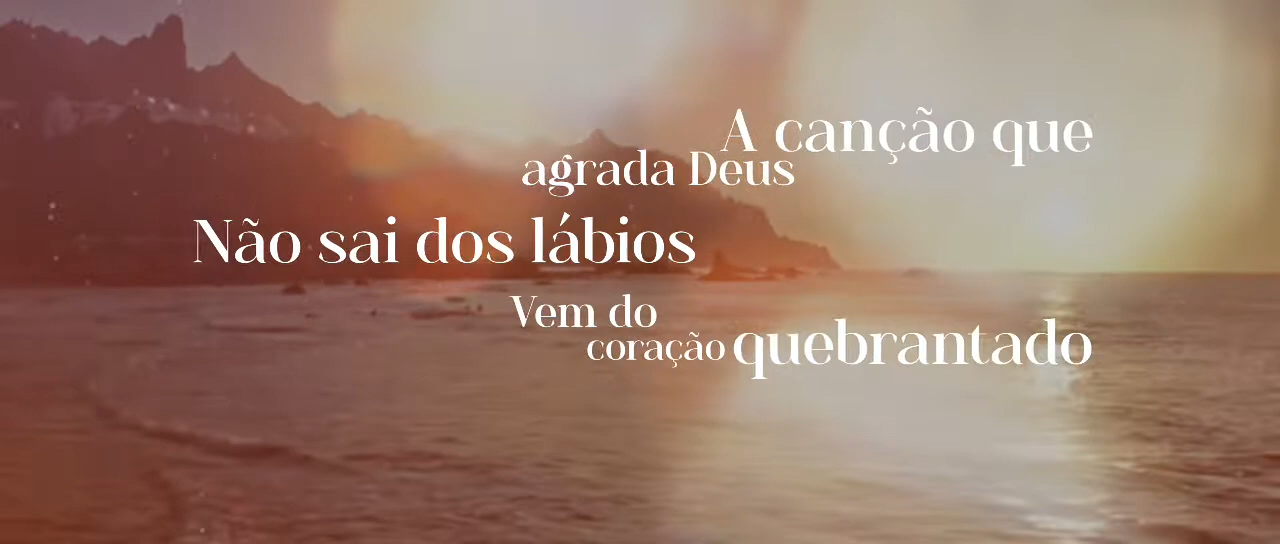 A canção que
agrada Deus
Não sai dos lábios
Vem do
coração quebrantado